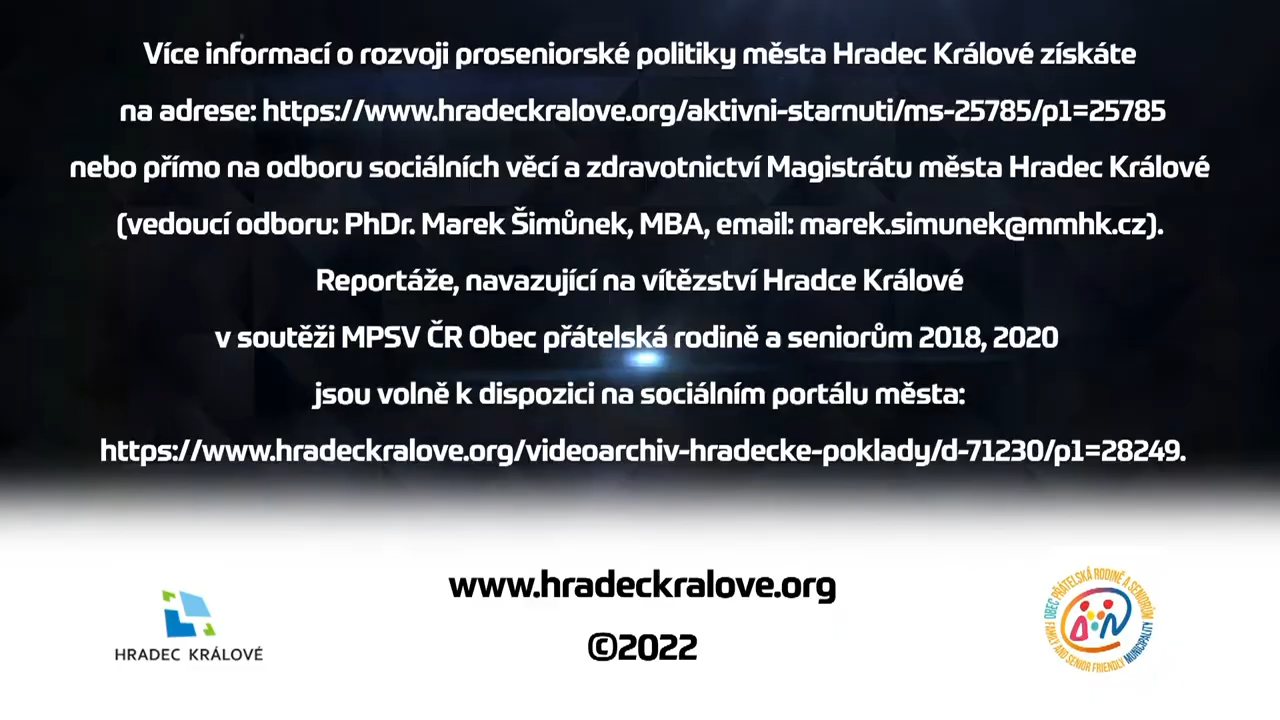 Více informací o rozvoji proseniorské politiky města Hradec Králové získáte
na adrese: https://www.hradeckralove.org/aktivni-starnuti/ms-25785/p1=25785
nebo přímo na odboru sociálních věcí a zdravotnictví Magistrátu města Hradec Králové
(vedoucí odboru: PhDr. Marek Šimůnek, MBA, email: marek.simunek@mmhk.cz).
Reportáže, navazující na vítězství Hradce Králové
v soutěži MPSV ČR Obec přátelská rodině a seniorům 2018, 2020
jsou volně k dispozici na sociálním portálu města:
https://www.hradeckralove.org/videoarchiv-hradecke-poklady/d-71230/p1=28249.
www.hradeckralove.org
©2022
HRADEC KRÁLOVÉ
OBEC PŘÁTELSKÁ RODINĚ A SENIORŮM
FAMILY AND SENIOR FRIENDLY MUNICIPALITY